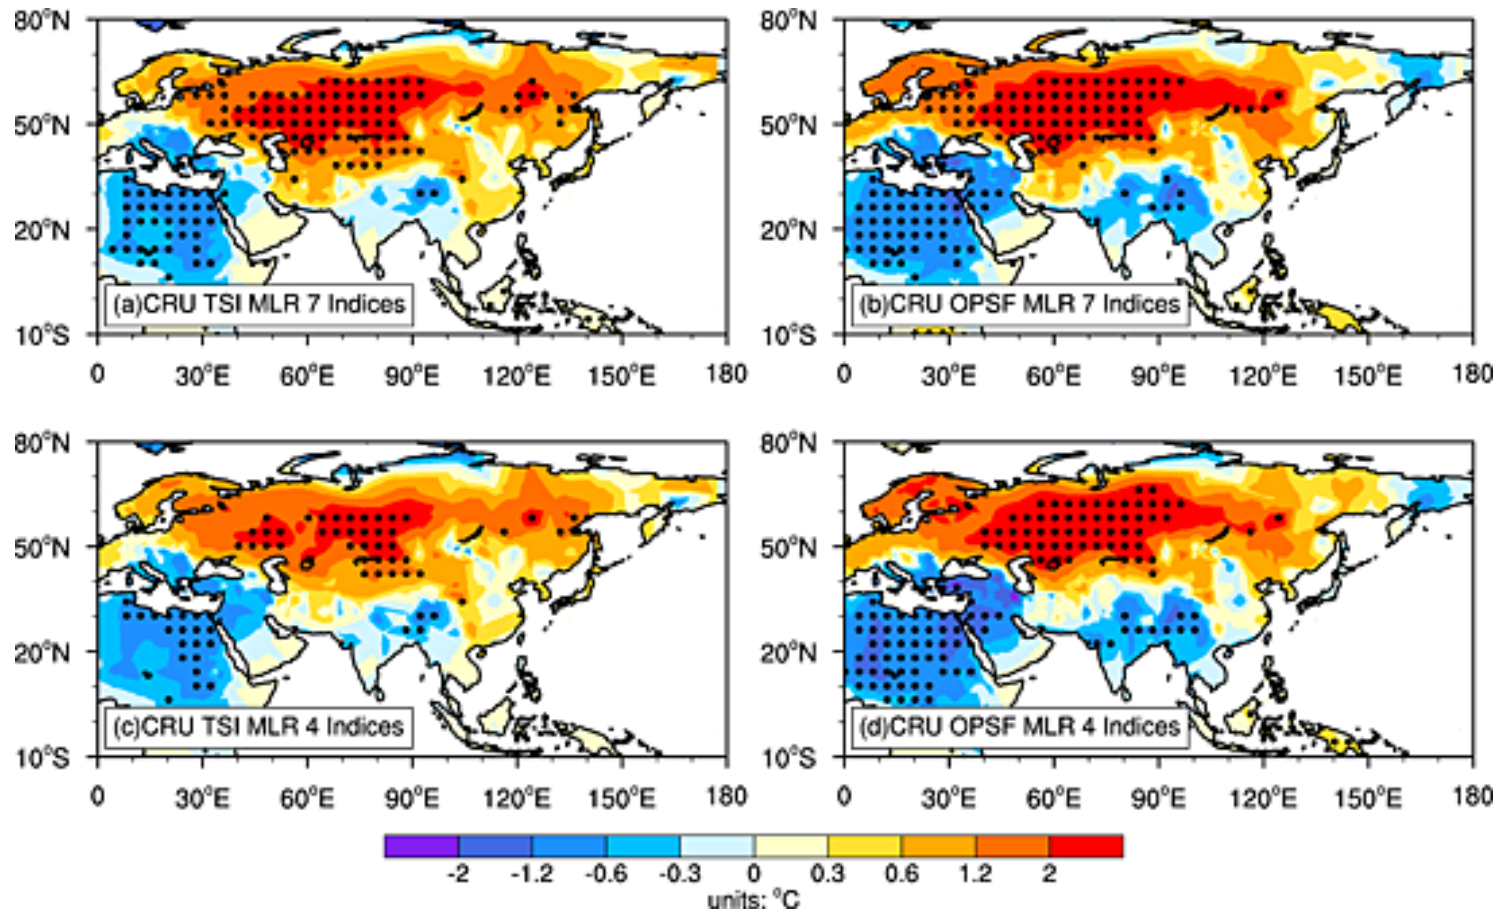 80°N 80°N
50°N 50°N
20°N 20°N
(a)CRU TSI MLR 7 Indices (b)CRU OPSF MLR 7 Indices
10°S 10°S
0 30°E 60°E 90°E 120°E 150°E 180 0 30°E 60°E 90°E 120°E 150°E 180
80°N 80°N
50°N 50°N
20°N 20°N
(c)CRU TSI MLR 4 Indices (d)CRU OPSF MLR 4 Indices
10°S 10°S
0 30°E 60°E 90°E 120°E 150°E 180 0 30°E 60°E 90°E 120°E 150°E 180
-2 -1.2 -0.6 -0.3 0 0.3 0.6 1.2 2
units: °C